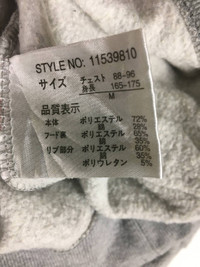 STYLE NO: 11539810
サイズ チェスト 88-96
身長 165-175
M
品質表示
本体 ポリエステル 72%
綿 28%
フード裏 ポリエステル 65%
綿 35%
リブ部分 ポリエステル 60%
綿 35%
ポリウレタン 5%